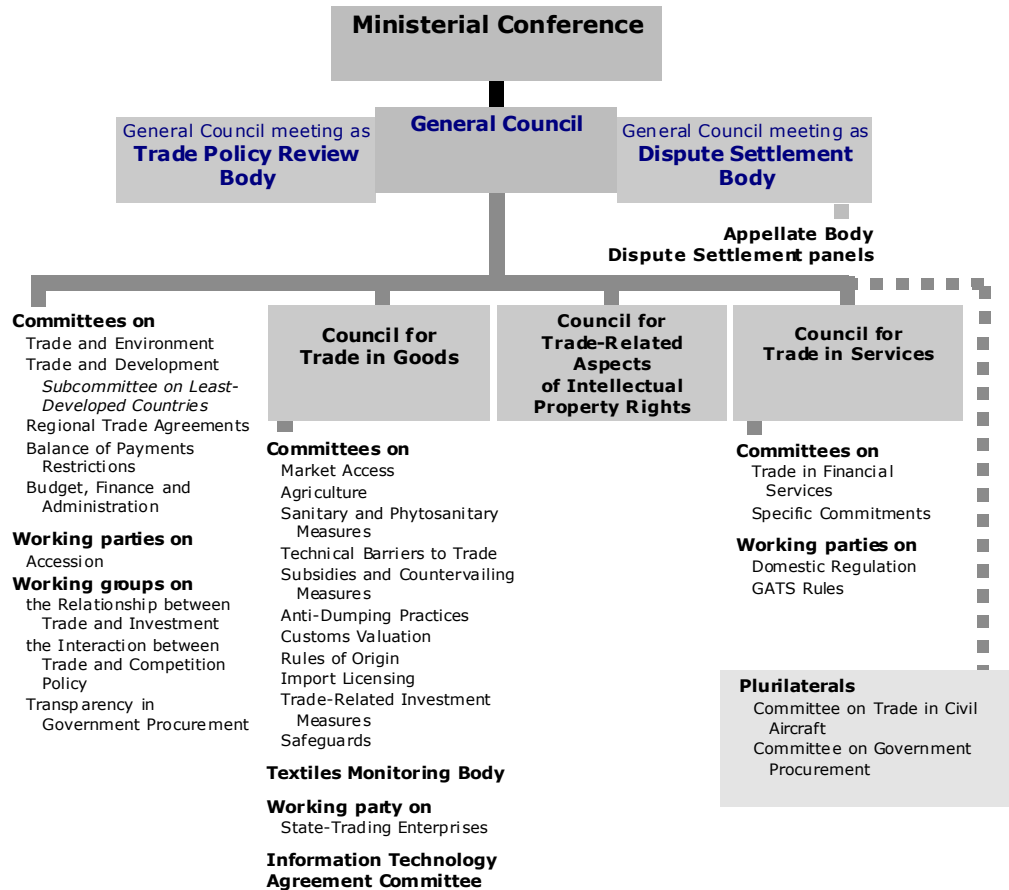 Ministerial Conference
General Council meeting as
Trade Policy Review
Body
General Council
General Council meeting as
Dispute Settlement
Body
Appellate Body
Dispute Settlement panels
Committees on
Trade and Environment
Trade and Development
Subcommittee on Least-
Developed Countries
Regional Trade Agreements
Balance of Payments
Restrictions
Budget, Finance and
Administration
Working parties on
Accession
Working groups on
the Relationship between
Trade and Investment
the Interaction between
Trade and Competition
Policy
Transparency in
Government Procurement
Council for
Trade in Goods
Committees on
Market Access
Agriculture
Sanitary and Phytosanitary
Measures
Technical Barriers to Trade
Subsidies and Countervailing
Measures
Anti-Dumping Practices
Customs Valuation
Rules of Origin
Import Licensing
Trade-Related Investment
Measures
Safeguards
Textiles Monitoring Body
Working party on
State-Trading Enterprises
Information Technology
Agreement Committee
Council for
Trade-Related
Aspects
of Intellectual
Property Rights
Council for
Trade in Services
Committees on
Trade in Financial
Services
Specific Commitments
Working parties on
Domestic Regulation
GATS Rules
Plurilaterals
Committee on Trade in Civil
Aircraft
Committee on Government
Procurement